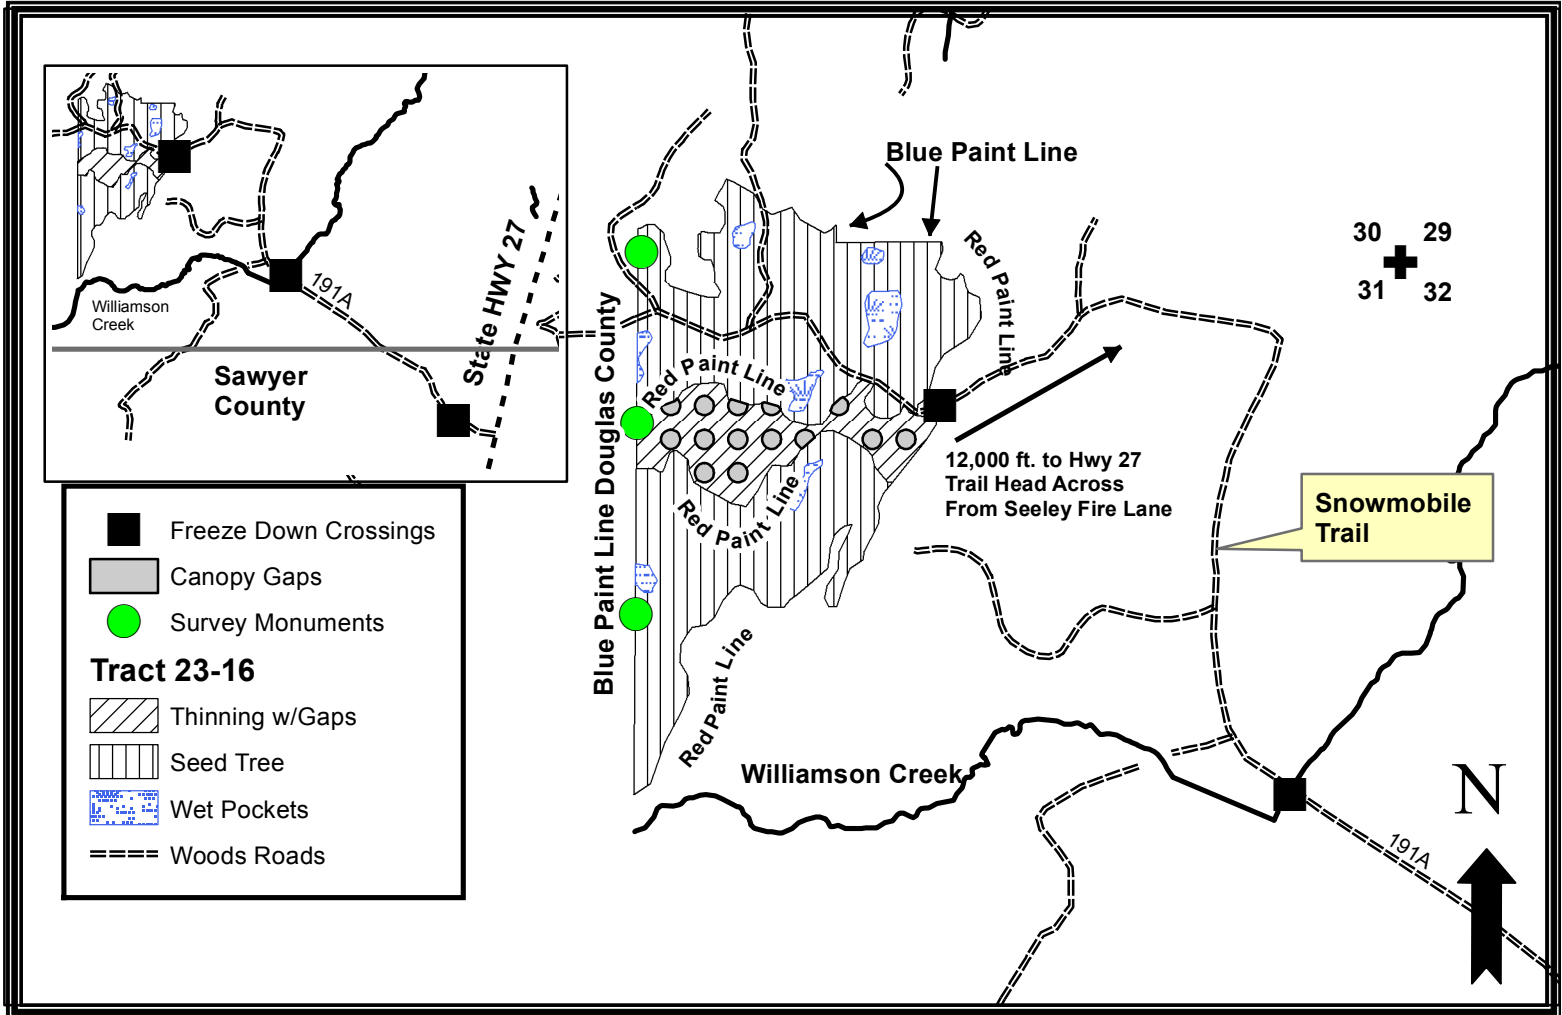 Williamson
Creek
191A
State HWY 27
Sawyer
County
Freeze Down Crossings
Canopy Gaps
Survey Monuments
Tract 23-16
Thinning w/Gaps
Seed Tree
Wet Pockets
Woods Roads
Blue Paint Line
Red Paint Line
30 29
31 32
Blue Paint Line Douglas County
Red Paint Line
Red Paint Line
Red Paint Line
12,000 ft. to Hwy 27
Trail Head Across
From Seeley Fire Lane
Snowmobile
Trail
Williamson Creek
191A
N